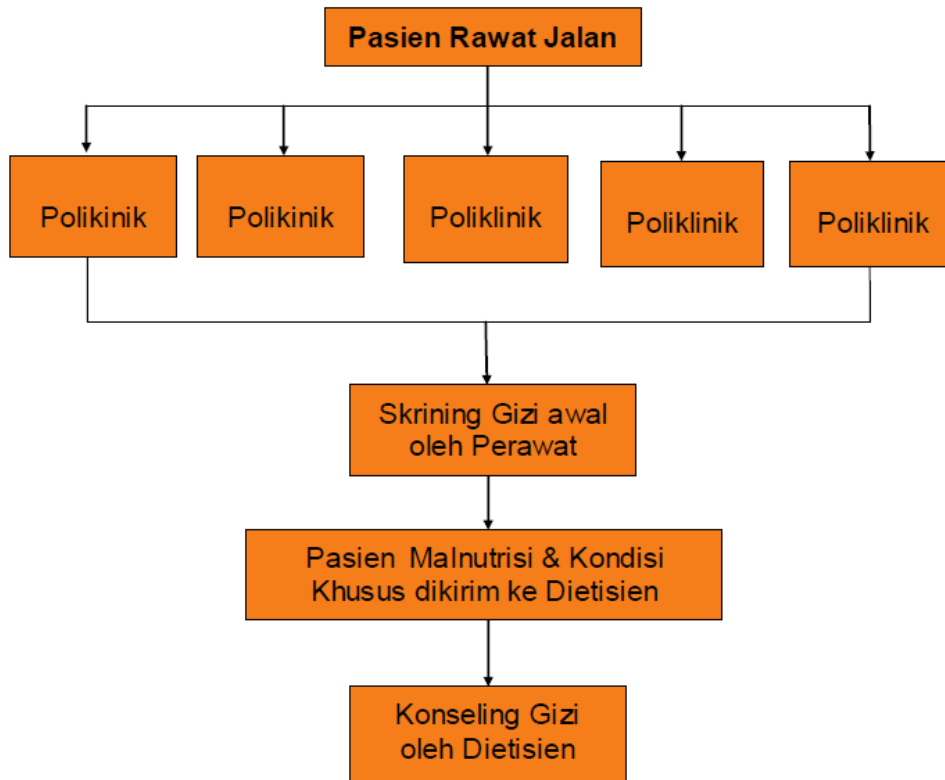 Pasien Rawat Jalan
Polikinik
Polikinik
Poliklinik
Poliklinik
Poliklinik
Skrining Gizi awal
oleh Perawat
Pasien Malnutrisi & Kondisi
Khusus dikirim ke Dietisien
Konseling Gizi
oleh Dietisien